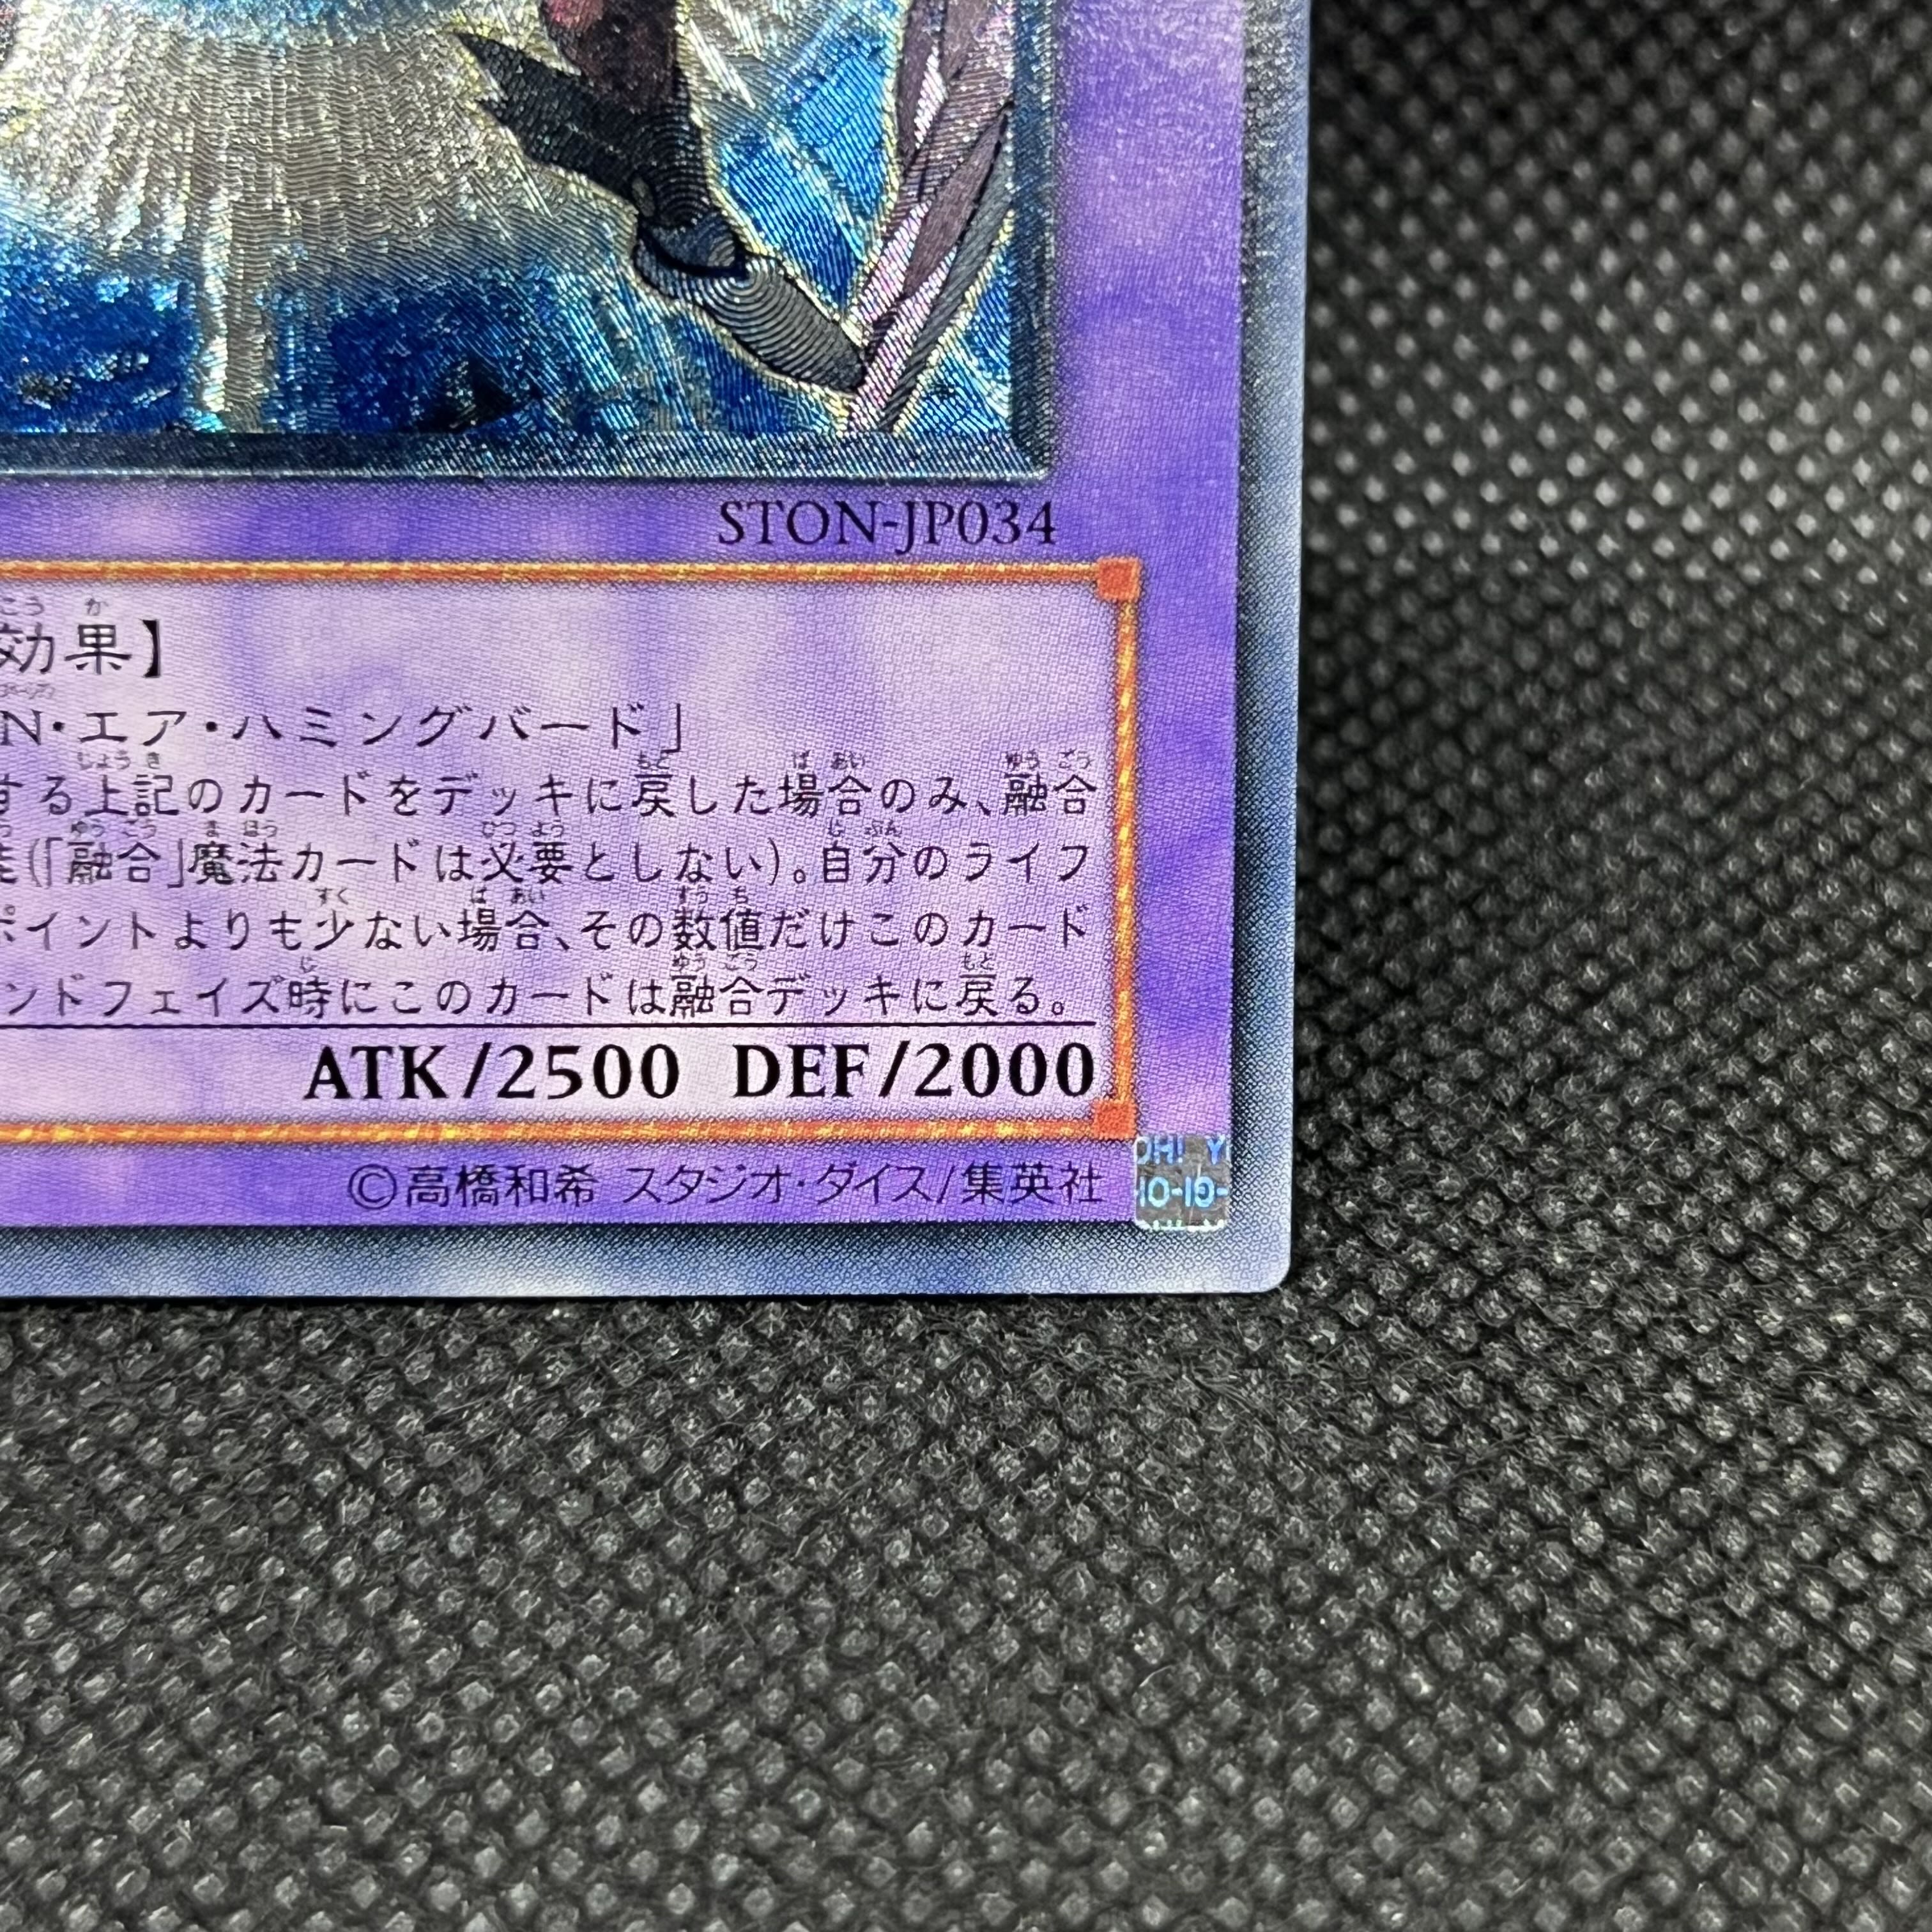 STON-JP034
効果】
N・エア・ハミングバード」
する上記のカードをデッキに戻した場合のみ、融合
(「融合」魔法カードは必要としない)。自分のライフ
ポイントよりも少ない場合、その数値だけこのカード
ンドフェイズ時にこのカードは融合デッキに戻る。
ATK/2500 DEF/2000
©高橋和希 スタジオ・ダイス/集英社
OH! Y